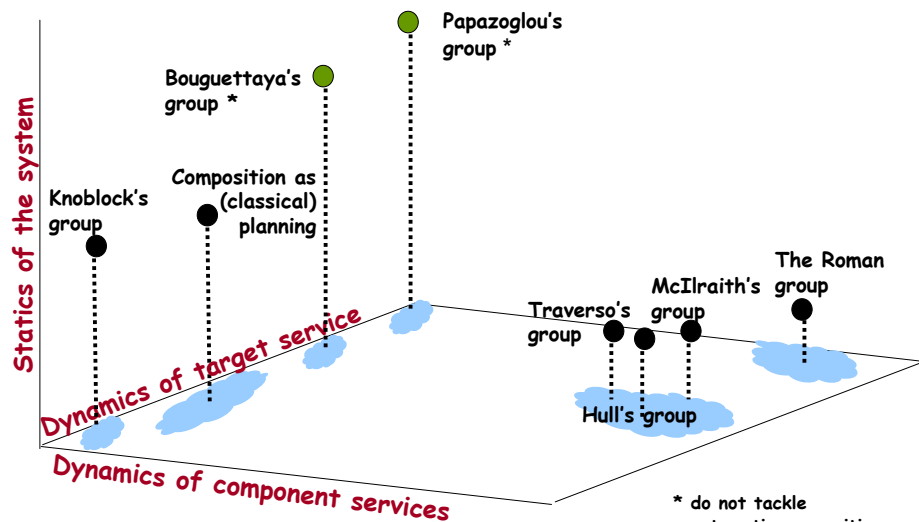 Papazoglou's
group *
Bouguettaya's
group *
Statics of the system
Composition as
(classical)
planning
Knoblock's
group
The Roman
group
McIlraith's
group
Traverso's
group
Dynamics of target service
Hull's group
Dynamics of component services
* do not tackle